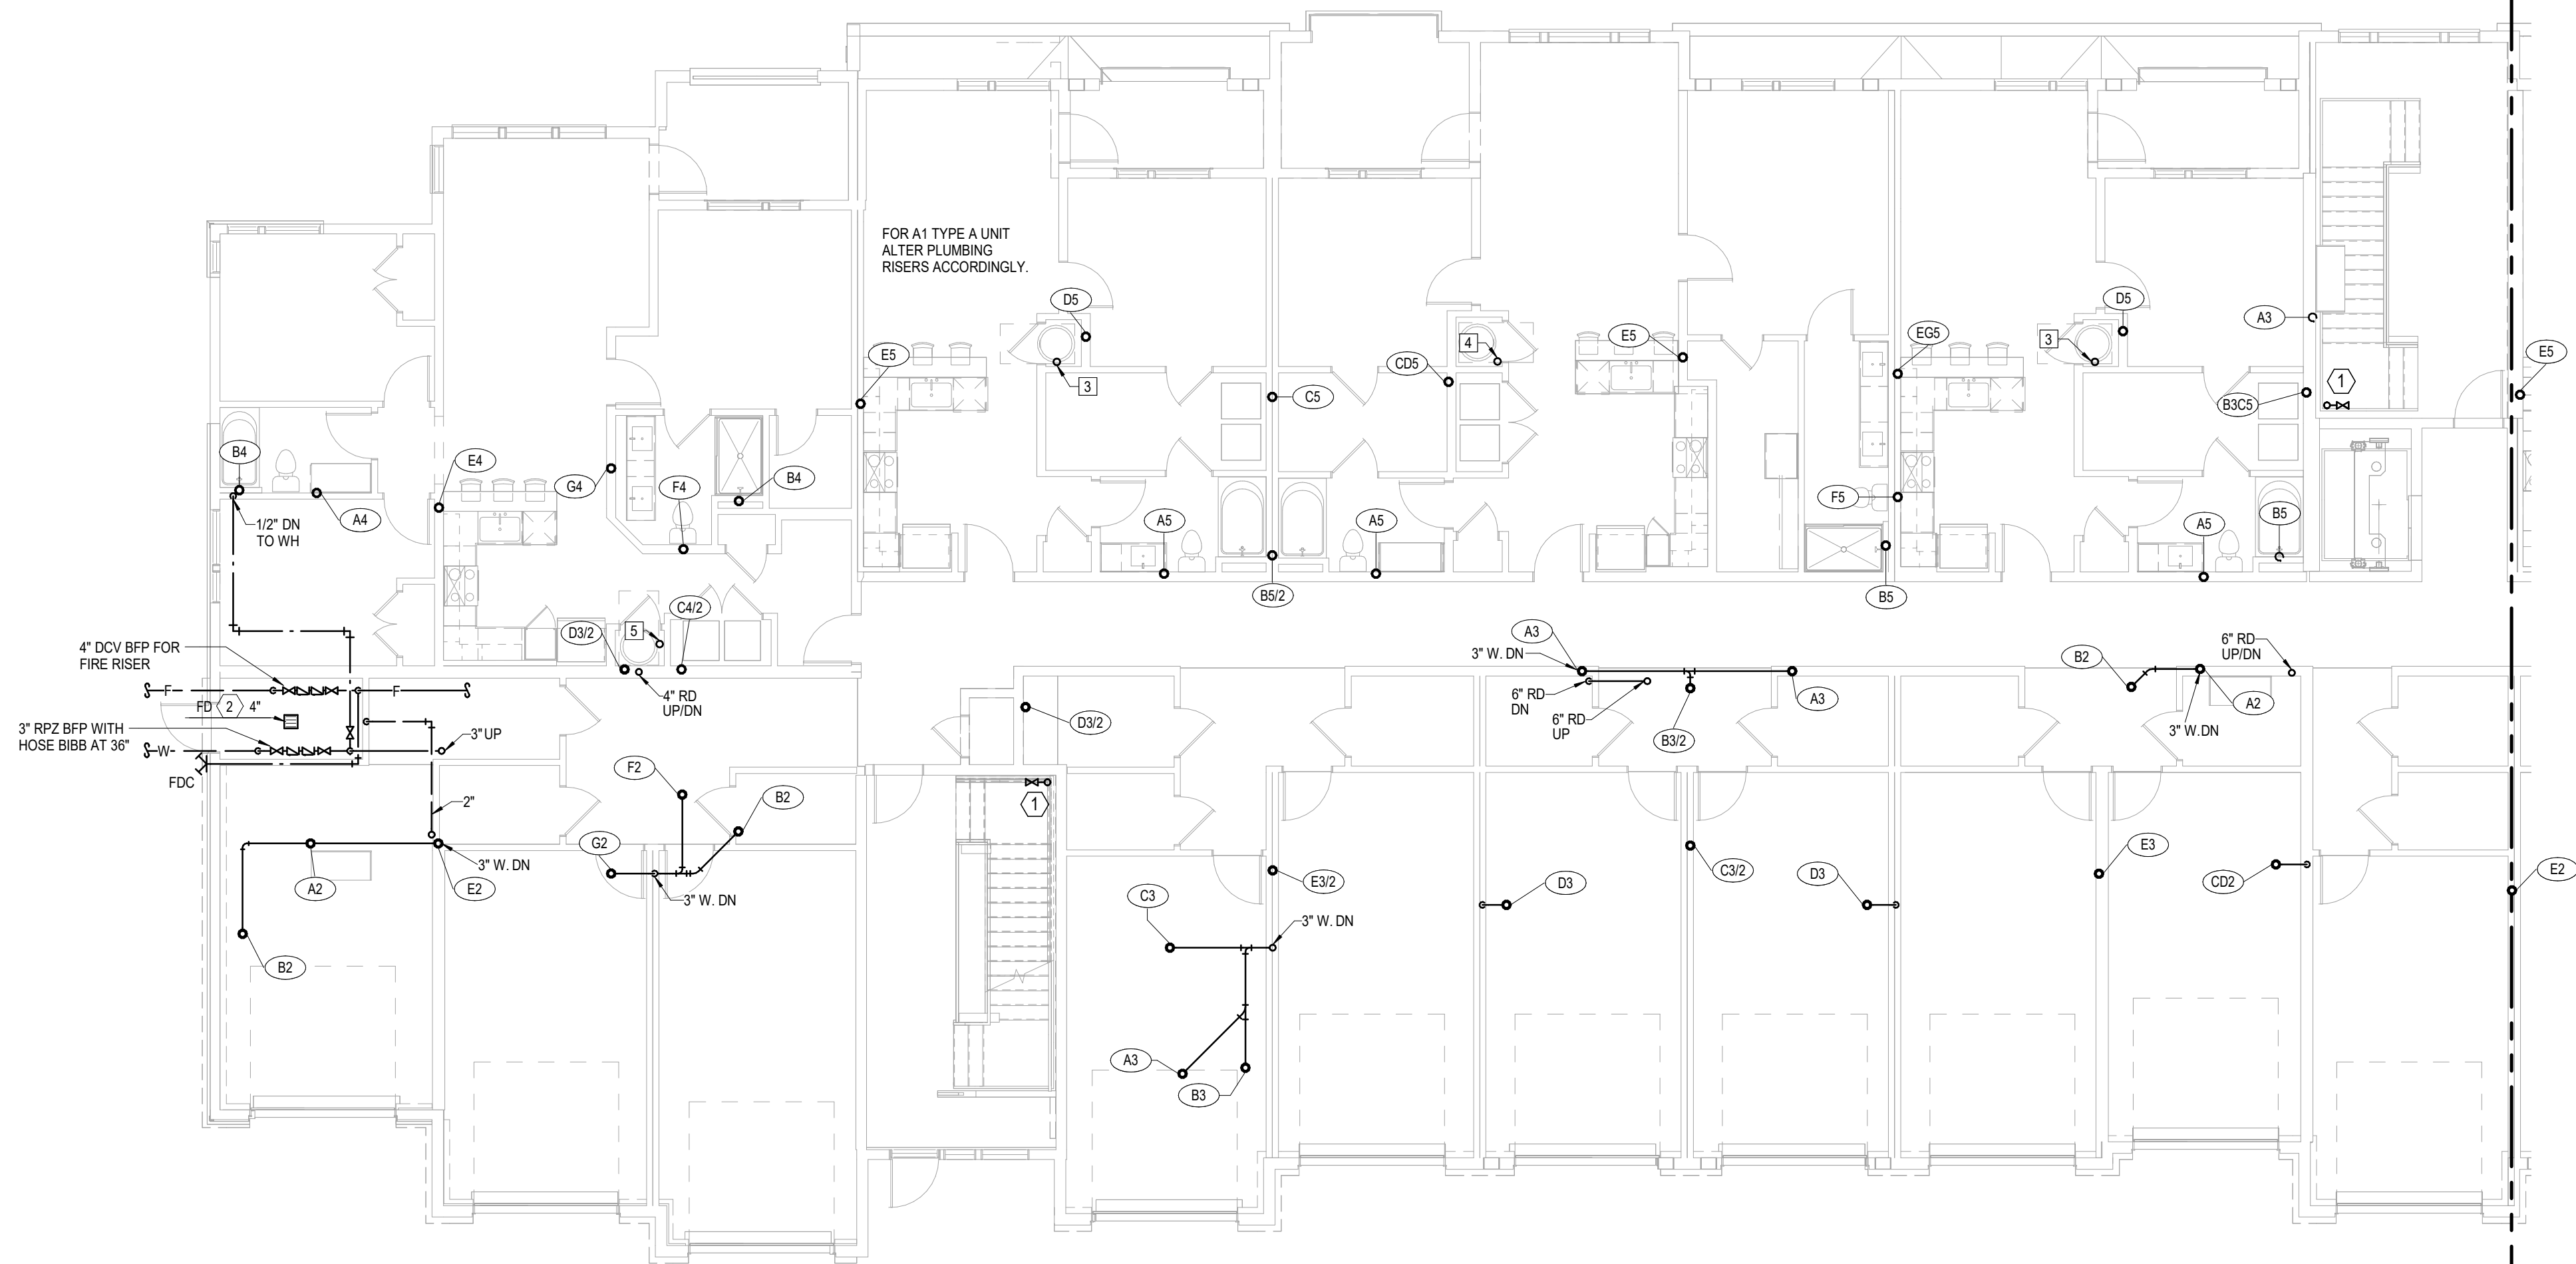 FOR A1 TYPE A UNIT
ALTER PLUMBING
RISERS ACCORDINGLY.
D5
3
E5
C5
CD5
4
E5
EG5
D5
3
A3
B3C5
1
E5
B4
1/2" DN
TO WH
A4
E4
G4
F4
B4
A5
B5/2
A5
F5
B5
A5
B5
4" DCV BFP FOR
FIRE RISER
F
F
FD
2
4"
3" RPZ BFP WITH
HOSE BIBB AT 36"
W
FDC
3" UP
2"
D3/2
5
C4/2
4" RD
UP/DN
A3
3" W. DN
6" RD
DN
6" RD
UP
B3/2
A3
B2
A2
3" W. DN
6" RD
UP/DN
D3/2
1
F2
B2
G2
3" W. DN
A2
3" W. DN
E2
B2
C3
E3/2
3" W. DN
A3
B3
D3
C3/2
D3
E3
CD2
E2